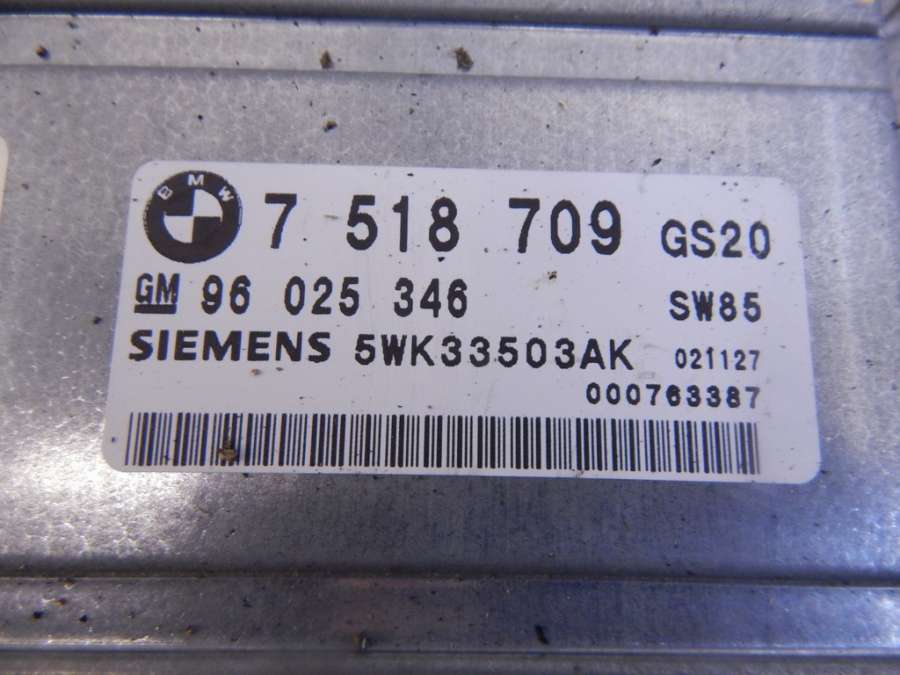 BMW 7 518 709 GS20
GM 96 025 346 SW85
SIEMENS 5WK33503AK 021127
000763387